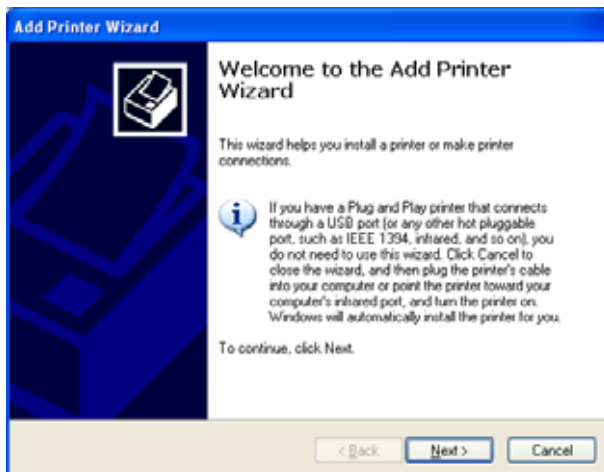 Add Printer Wizard
Welcome to the Add Printer
Wizard
This wizard helps you install a printer or make printer
connections.
If you have a Plug and Play printer that connects
through a USB port (or any other hot pluggable
port, such as IEEE 1394, infrared, and so on), you
do not need to use this wizard. Click Cancel to
close the wizard, and then plug the printer's cable
into your computer or point the printer toward your
computer's infrared port, and turn the printer on.
Windows will automatically install the printer for you.
To continue, click Next.
< Back Next > Cancel